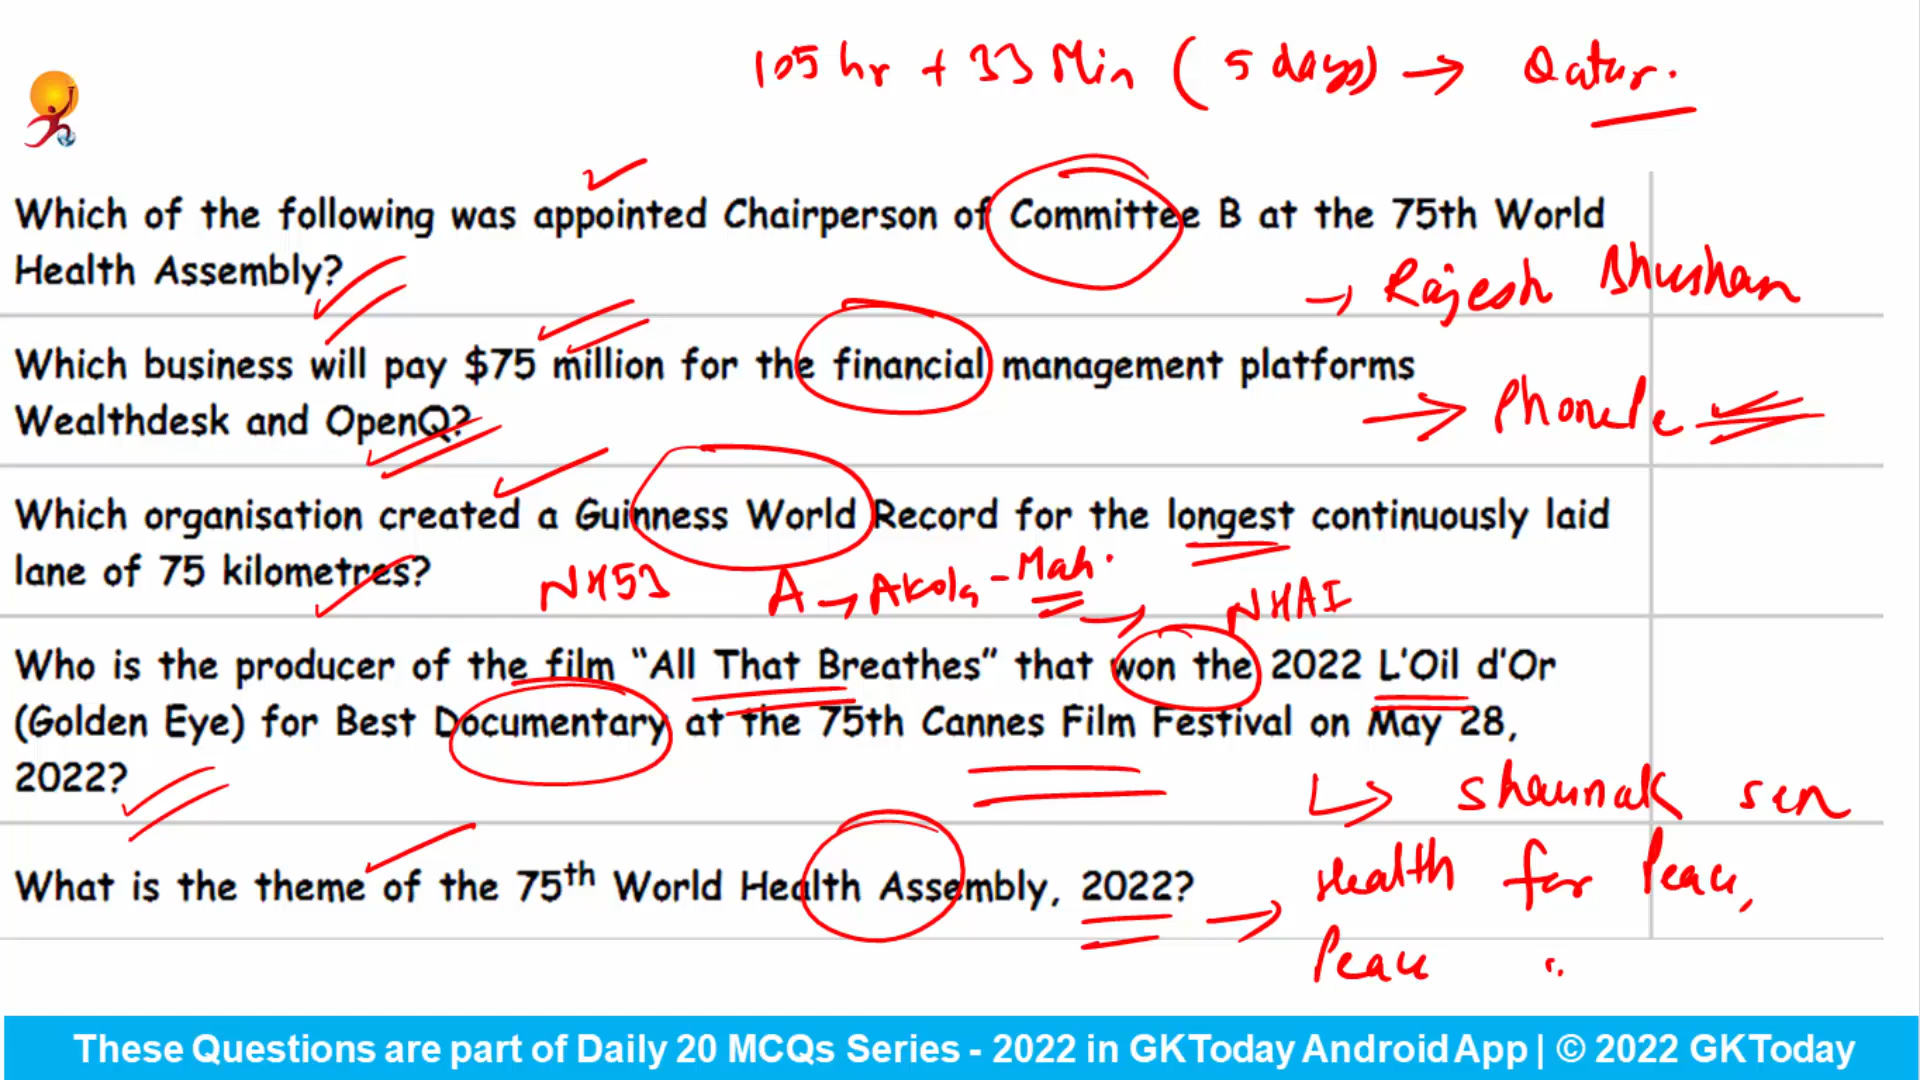 105 hr + 33 Min ( 5 days) → Qatar.
Which of the following was appointed Chairperson of Committee B at the 75th World
Health Assembly?
→ Rajesh Bhushan
Which business will pay $75 million for the financial management platforms
Wealthdesk and OpenQ?
→ PhonePe
Which organisation created a Guinness World Record for the longest continuously laid
lane of 75 kilometres?
NH53 A → Akola - Mah. → NHAI
Who is the producer of the film “All That Breathes” that won the 2022 L’Oil d’Or
(Golden Eye) for Best Documentary at the 75th Cannes Film Festival on May 28,
2022?
↳ Shaunak Sen
What is the theme of the 75th World Health Assembly, 2022?
→ Health for Peace,
Peace
These Questions are part of Daily 20 MCQs Series - 2022 in GKToday Android App | © 2022 GKToday